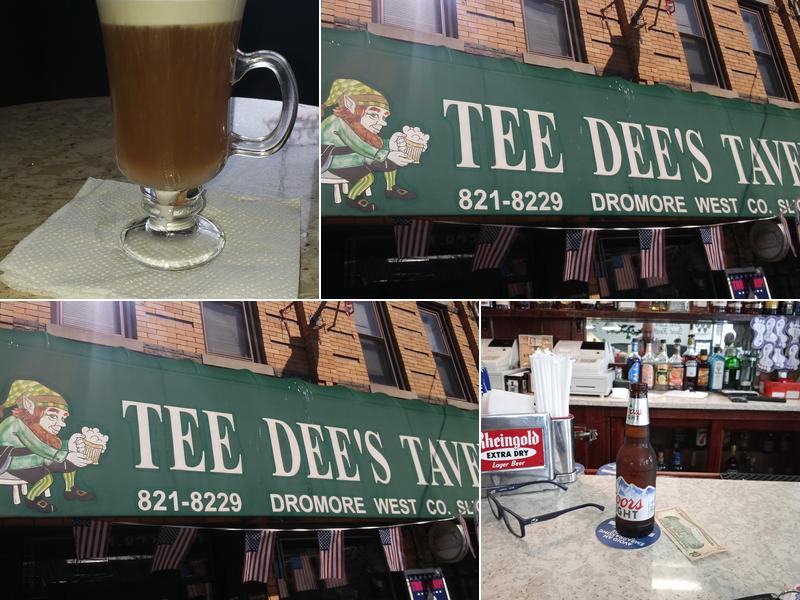 TEE DEE'S TAVE
821-8229 DROMORE WEST CO. SLIG
TEE DEE'S TAVE
821-8229 DROMORE WEST CO. SL
Rheingold
EXTRA DRY
Lager Beer
Coors
LIGHT